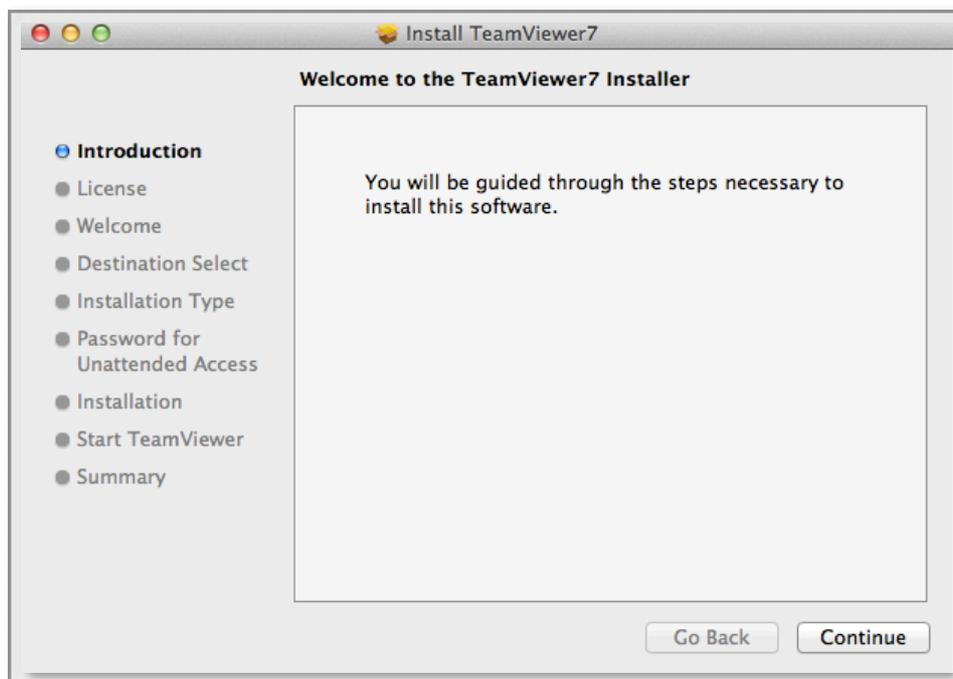 Install TeamViewer7
Welcome to the TeamViewer7 Installer
Introduction
License
Welcome
Destination Select
Installation Type
Password for
Unattended Access
Installation
Start TeamViewer
Summary
You will be guided through the steps necessary to
install this software.
Go Back
Continue